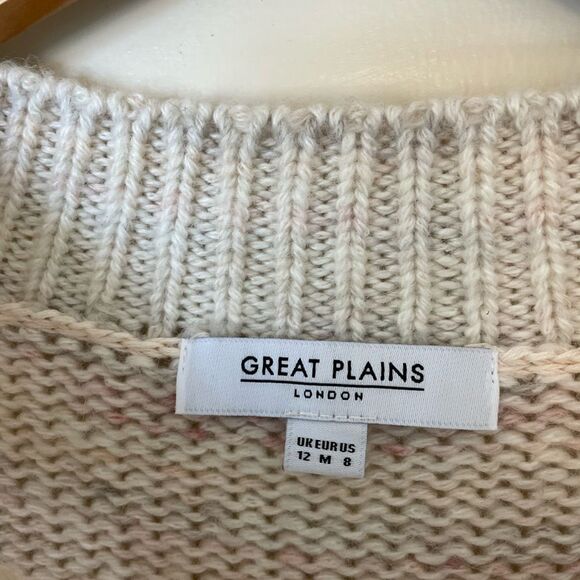 GREAT PLAINS
LONDON
UK EUR US
12 M 8